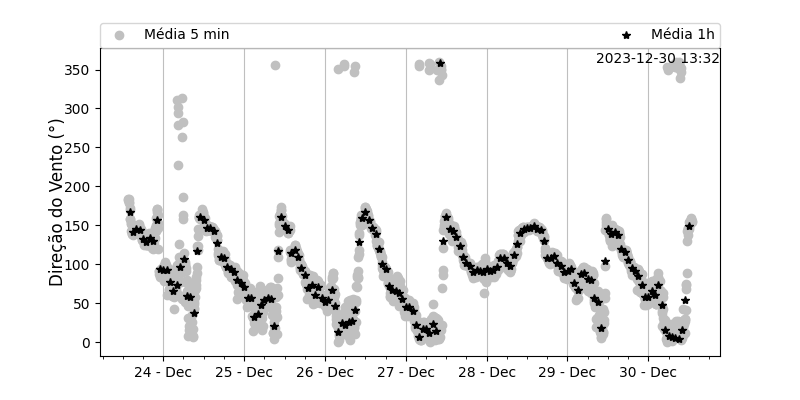 Média 5 min
Média 1h
2023-12-30 13:32
Direção do Vento (°)
350
300
250
200
150
100
50
0
24 - Dec
25 - Dec
26 - Dec
27 - Dec
28 - Dec
29 - Dec
30 - Dec